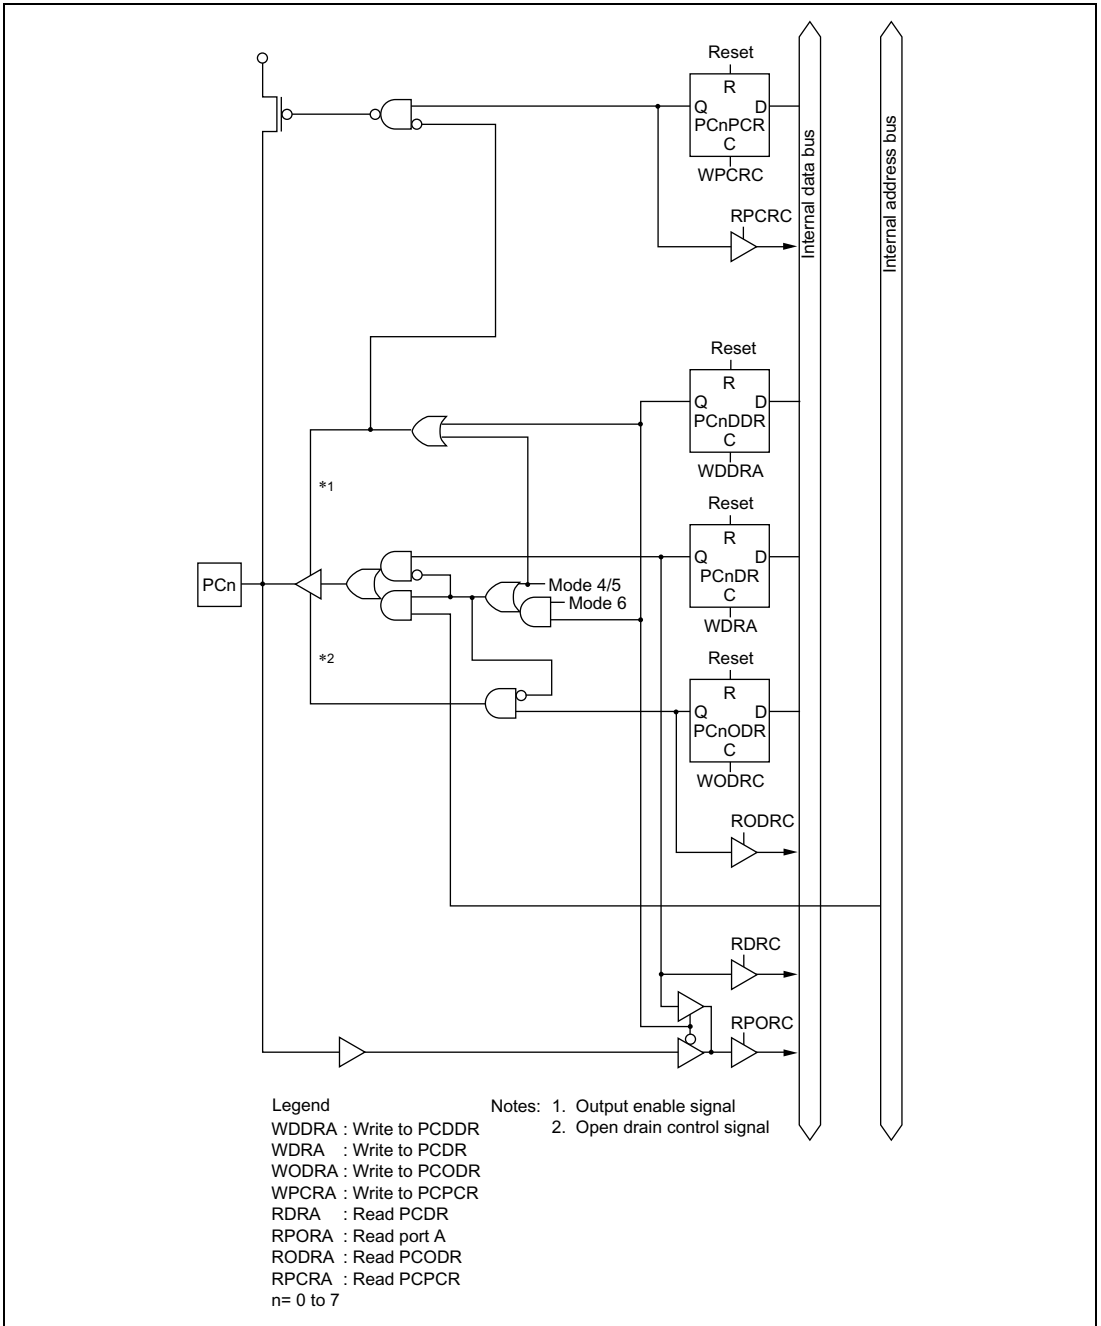 Reset
R
Q D
PCnPCR
C
WPCRC
RPCRC
Internal data bus
Internal address bus
Reset
R
Q D
PCnDDR
C
WDDRA
*1
Reset
R
Q D
PCnDR
C
WDRA
PCn
Mode 4/5
Mode 6
*2
Reset
R
Q D
PCnODR
C
WODRC
RODRC
RDRC
RPORC
Legend
WDDRA : Write to PCDDR
WDRA : Write to PCDR
WODRA : Write to PCODR
WPCRA : Write to PCPCR
RDRA : Read PCDR
RPORA : Read port A
RODRA : Read PCODR
RPCRA : Read PCPCR
n= 0 to 7
Notes: 1. Output enable signal
2. Open drain control signal